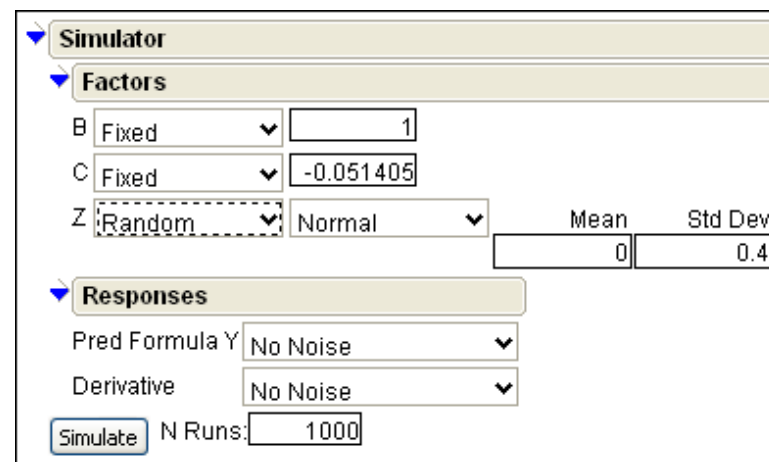 Simulator
Factors
B Fixed 1
C Fixed -0.051405
Z Random Normal Mean Std Dev
0 0.4
Responses
Pred Formula Y No Noise
Derivative No Noise
Simulate N Runs: 1000